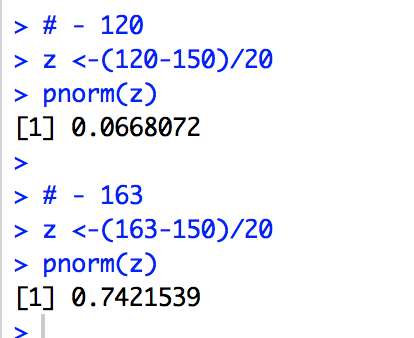 > # - 120
> z <-(120-150)/20
> pnorm(z)
[1] 0.0668072
>
> # - 163
> z <-(163-150)/20
> pnorm(z)
[1] 0.7421539
>